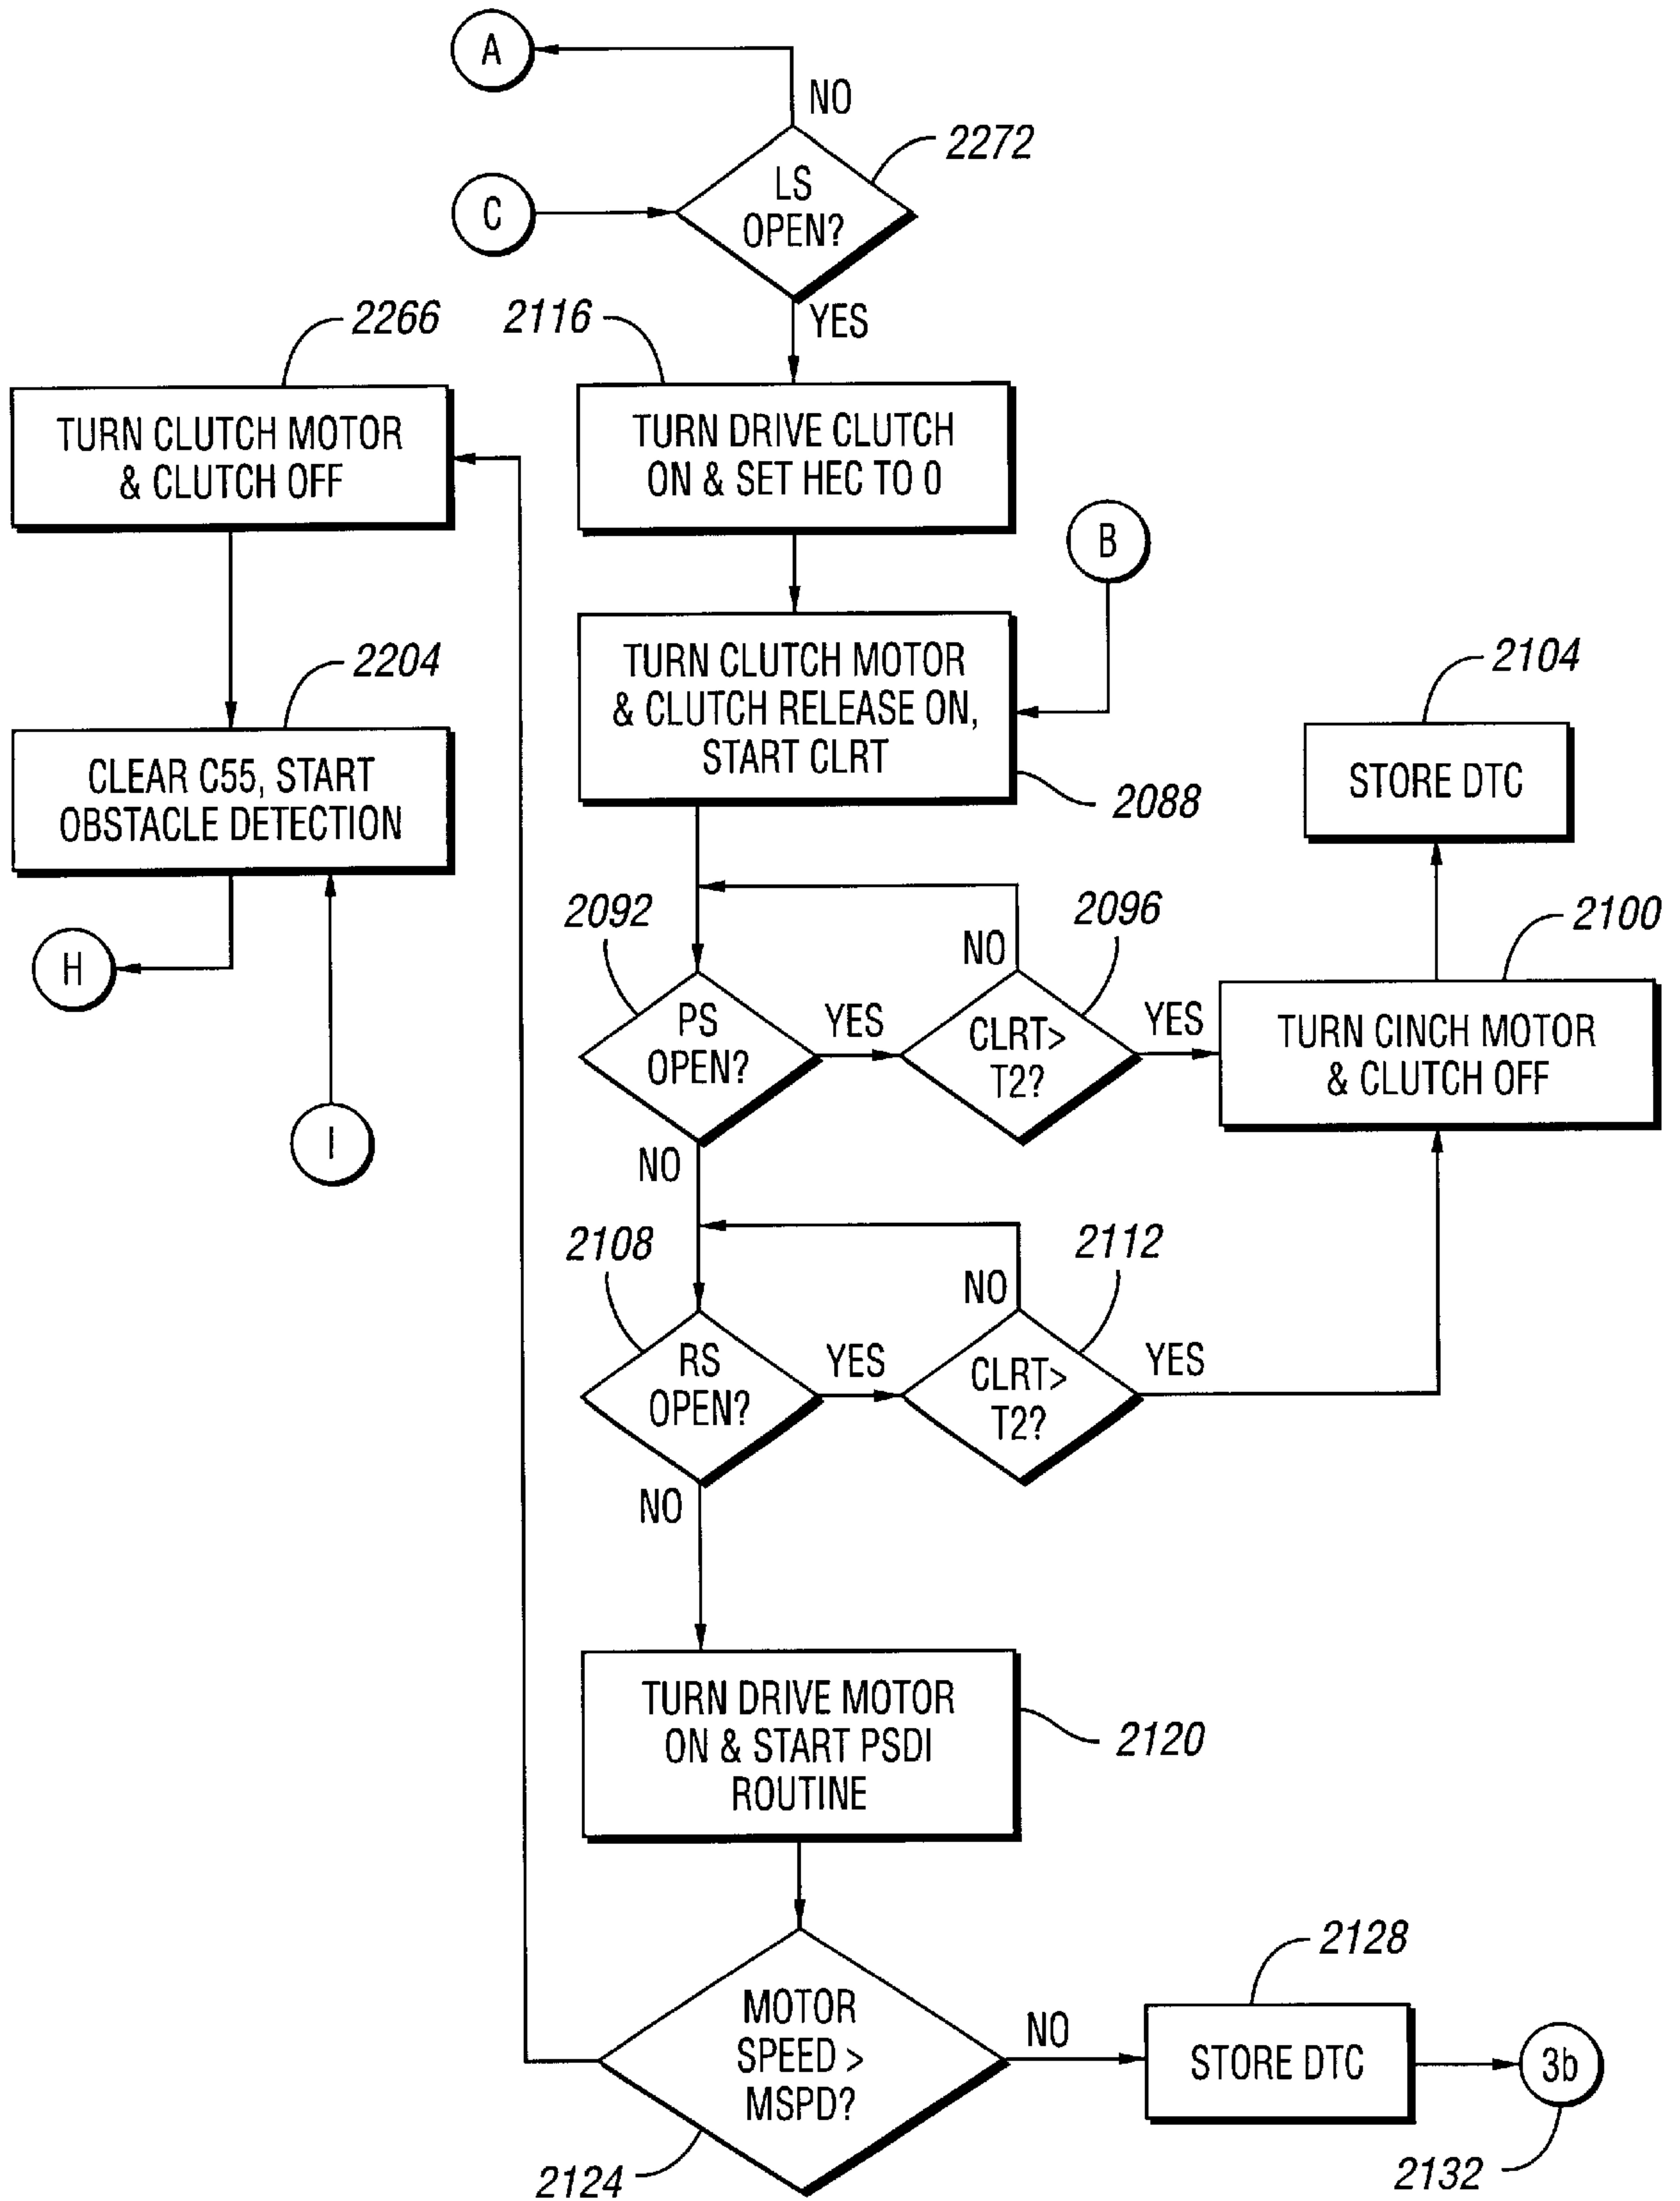 A
NO
2272
LS
OPEN?
C
YES
2266
2116
TURN CLUTCH MOTOR
& CLUTCH OFF
TURN DRIVE CLUTCH
ON & SET HEC TO 0
B
2204
TURN CLUTCH MOTOR
& CLUTCH RELEASE ON,
START CLRT
2088
2104
CLEAR C55, START
OBSTACLE DETECTION
STORE DTC
2092
2096
2100
NO
H
PS
OPEN?
YES
CLRT>
T2?
YES
TURN CINCH MOTOR
& CLUTCH OFF
I
NO
2108
2112
NO
RS
OPEN?
YES
CLRT>
T2?
YES
NO
TURN DRIVE MOTOR
ON & START PSDI
ROUTINE
2120
2128
MOTOR
SPEED >
MSPD?
NO
STORE DTC
3b
2124
2132